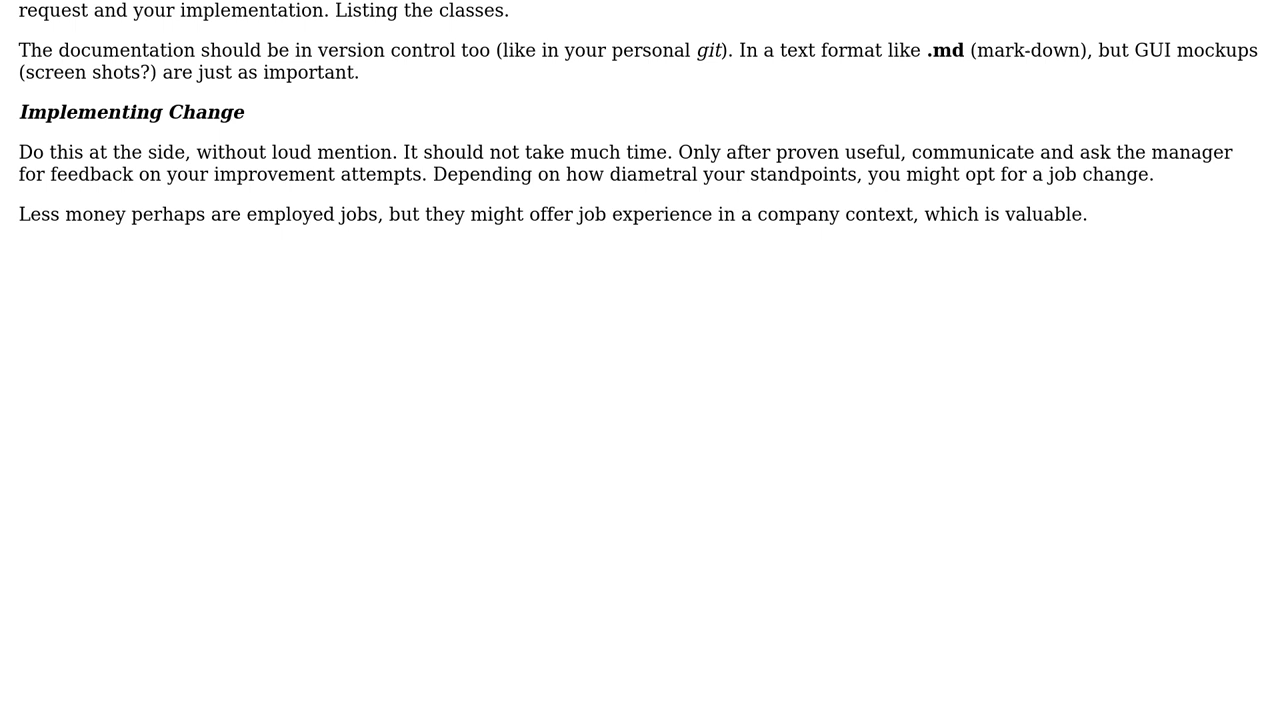 request and your implementation. Listing the classes.
The documentation should be in version control too (like in your personal git). In a text format like .md (mark-down), but GUI mockups
(screen shots?) are just as important.
Implementing Change
Do this at the side, without loud mention. It should not take much time. Only after proven useful, communicate and ask the manager
for feedback on your improvement attempts. Depending on how diametral your standpoints, you might opt for a job change.
Less money perhaps are employed jobs, but they might offer job experience in a company context, which is valuable.